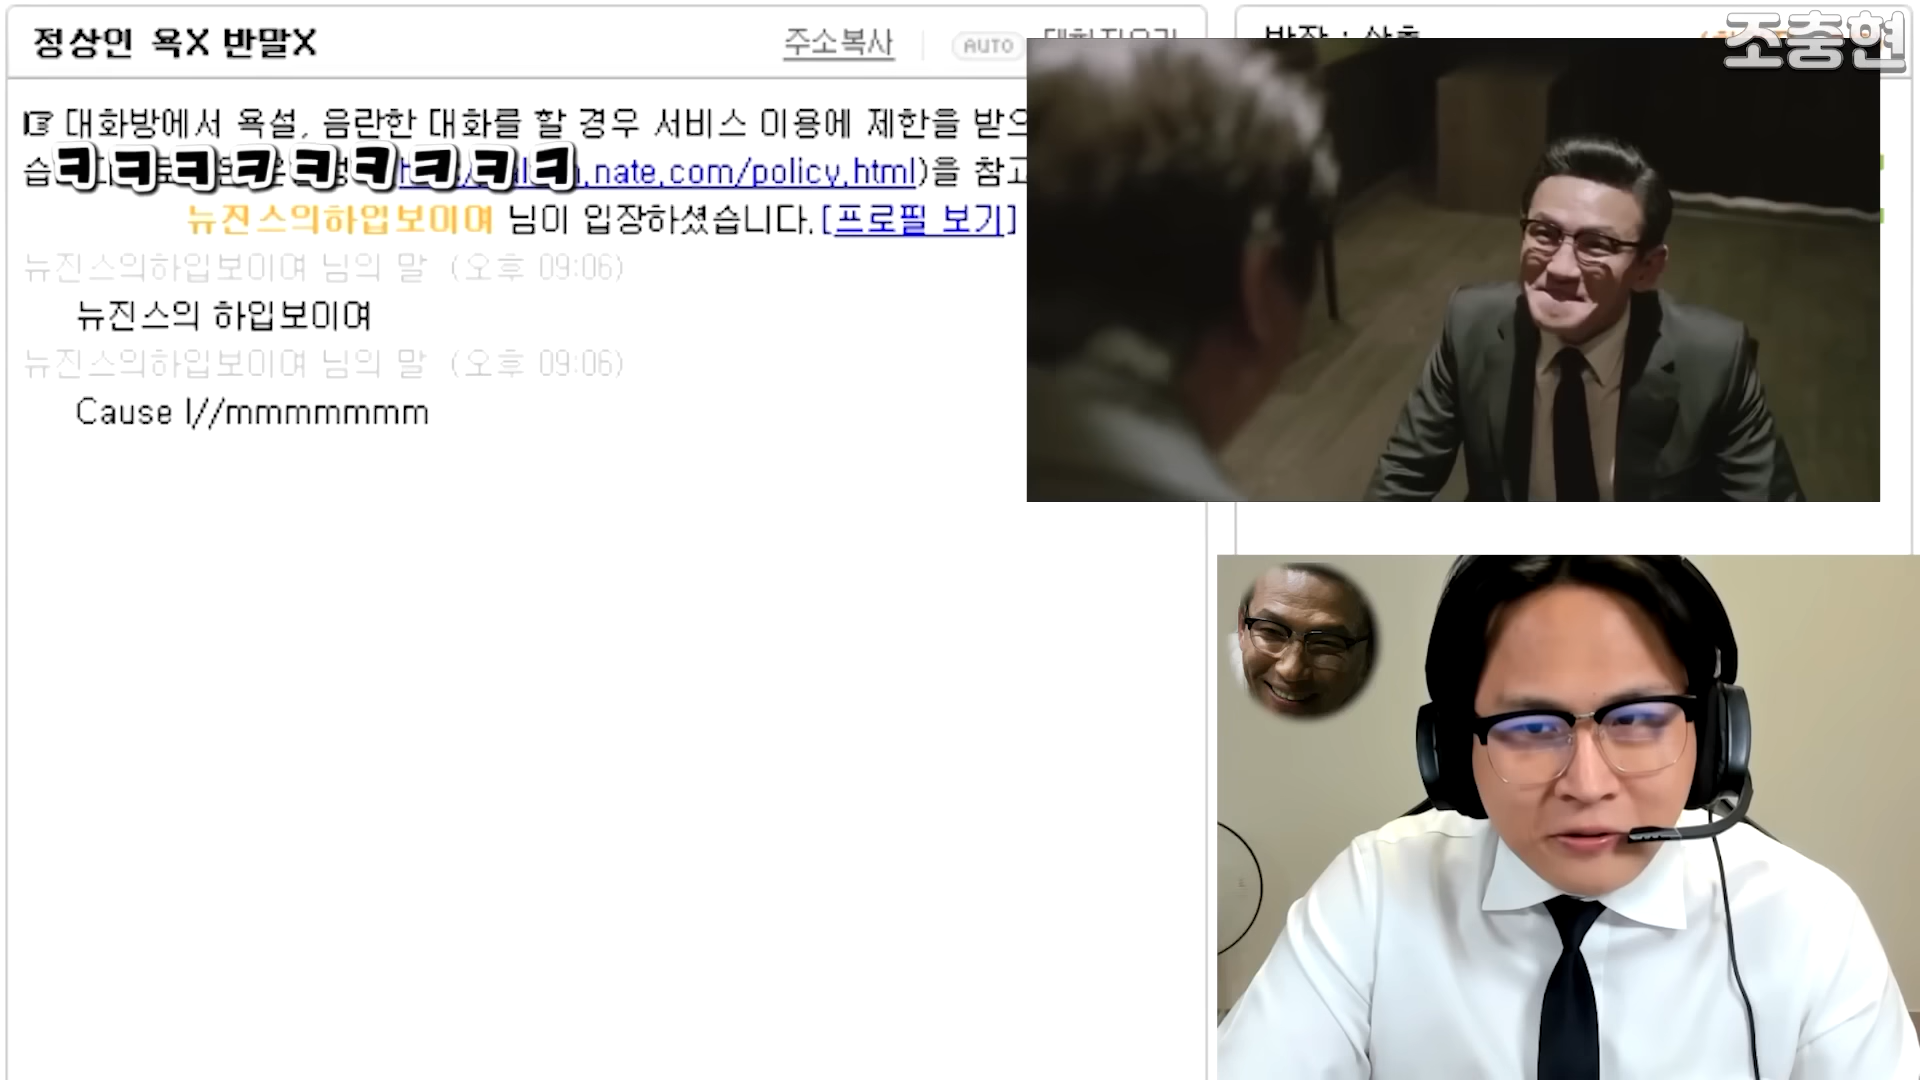 정상인 욕X 반말X
주소복사
AUTO
조충현
☞ 대화방에서 욕설, 음란한 대화를 할 경우 서비스 이용에 제한을 받으
ㅋㅋㅋㅋㅋㅋㅋㅋㅋ
습 .nate.com/policy.html)을 참고
뉴진스의하입보이여 님이 입장하셨습니다. [프로필 보기]
뉴진스의하입보이여 님의 말 (오후 09:06)
뉴진스의 하입보이여
뉴진스의하입보이여 님의 말 (오후 09:06)
Cause I//mmmmmmm